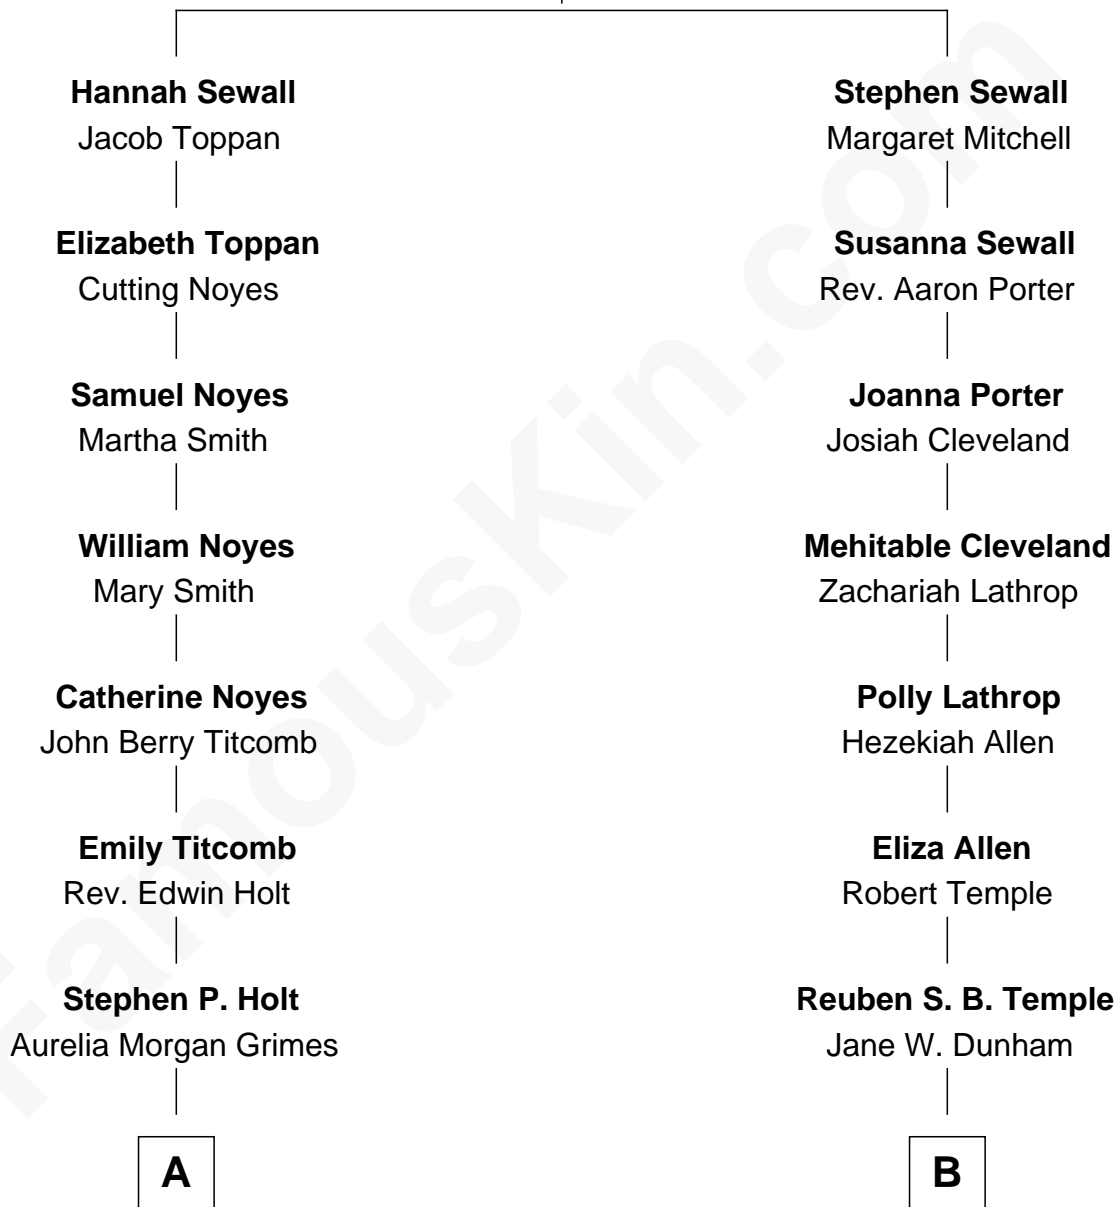 Hannah Sewall
Jacob Toppan
Elizabeth Toppan
Cutting Noyes
Samuel Noyes
Martha Smith
William Noyes
Mary Smith
Catherine Noyes
John Berry Titcomb
Emily Titcomb
Rev. Edwin Holt
Stephen P. Holt
Aurelia Morgan Grimes
A
Stephen Sewall
Margaret Mitchell
Susanna Sewall
Rev. Aaron Porter
Joanna Porter
Josiah Cleveland
Mehitable Cleveland
Zachariah Lathrop
Polly Lathrop
Hezekiah Allen
Eliza Allen
Robert Temple
Reuben S. B. Temple
Jane W. Dunham
B
FamousKin.com